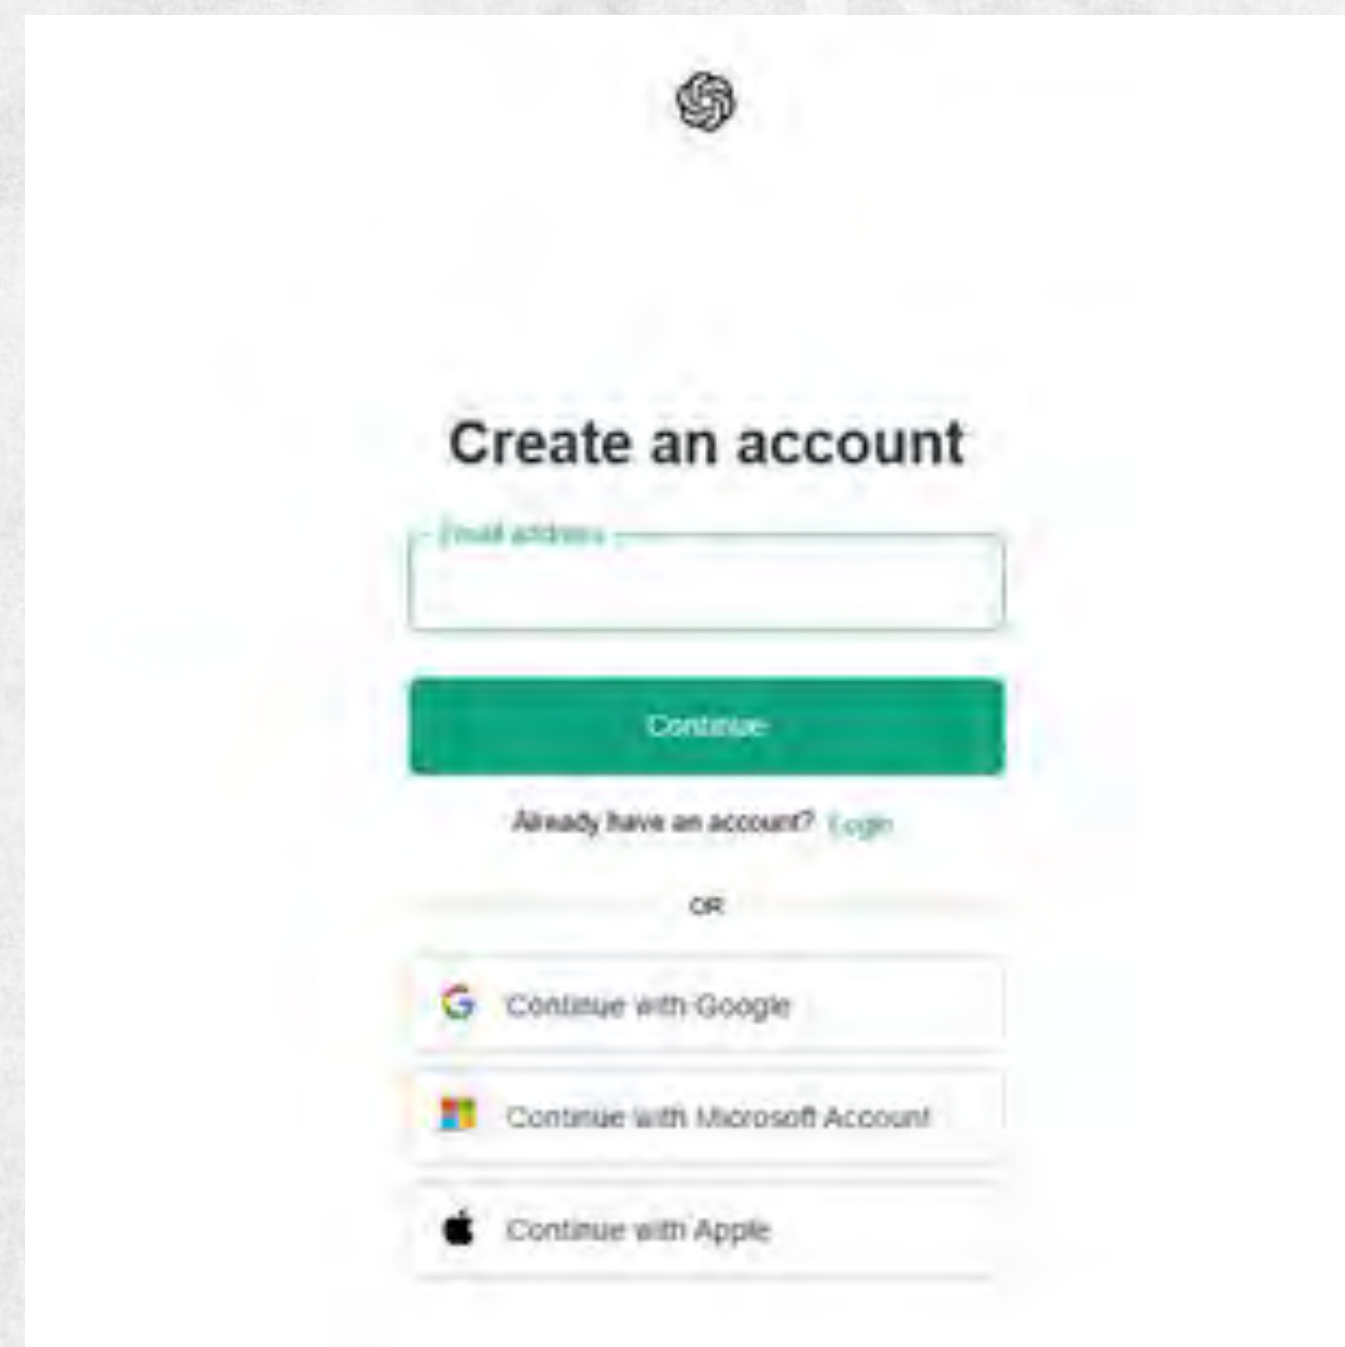 Create an account
Email address
Continue
Already have an account? Login
OR
Continue with Google
Continue with Microsoft Account
Continue with Apple